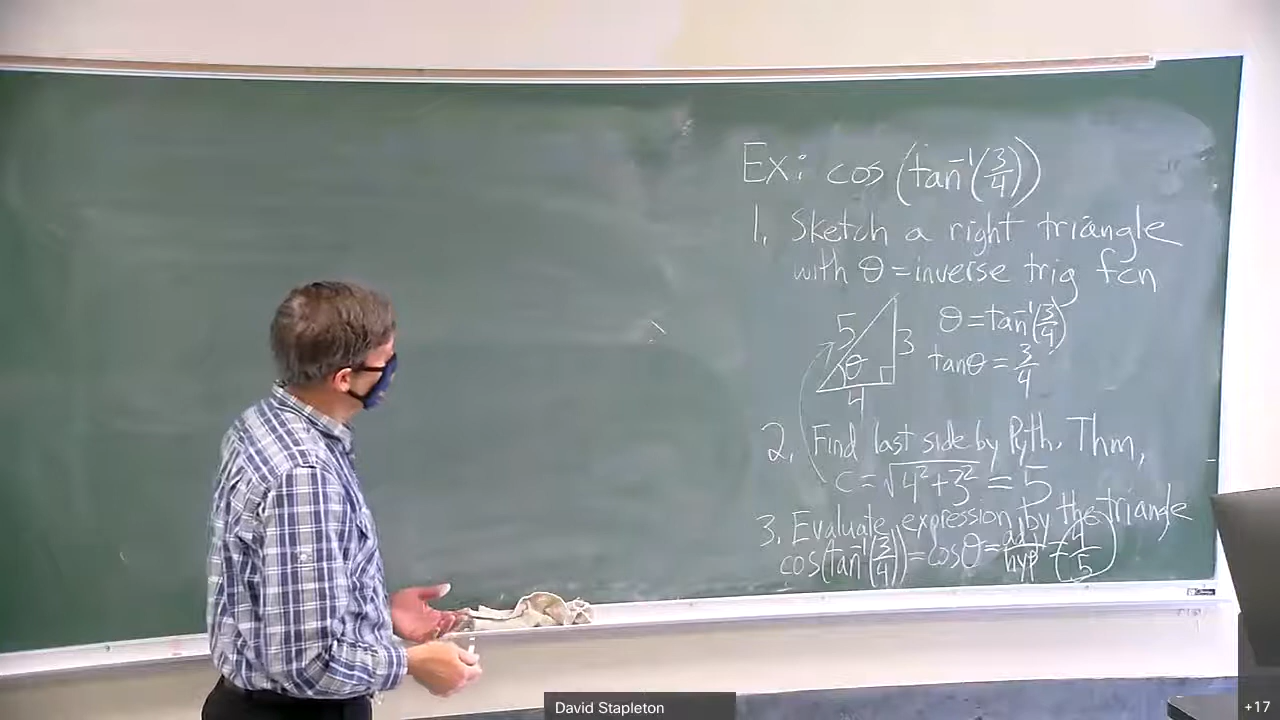 Ex: cos(tan⁻¹(3/4))
1. Sketch a right triangle
with θ = inverse trig fcn
5
3
θ
4
θ = tan⁻¹(3/4)
tanθ = 3/4
2. Find last side by Pyth. Thm.
c = √(4² + 3²) = 5
3. Evaluate expression by the triangle
cos(tan⁻¹(3/4)) = cosθ = adj/hyp = 4/5
David Stapleton
+17